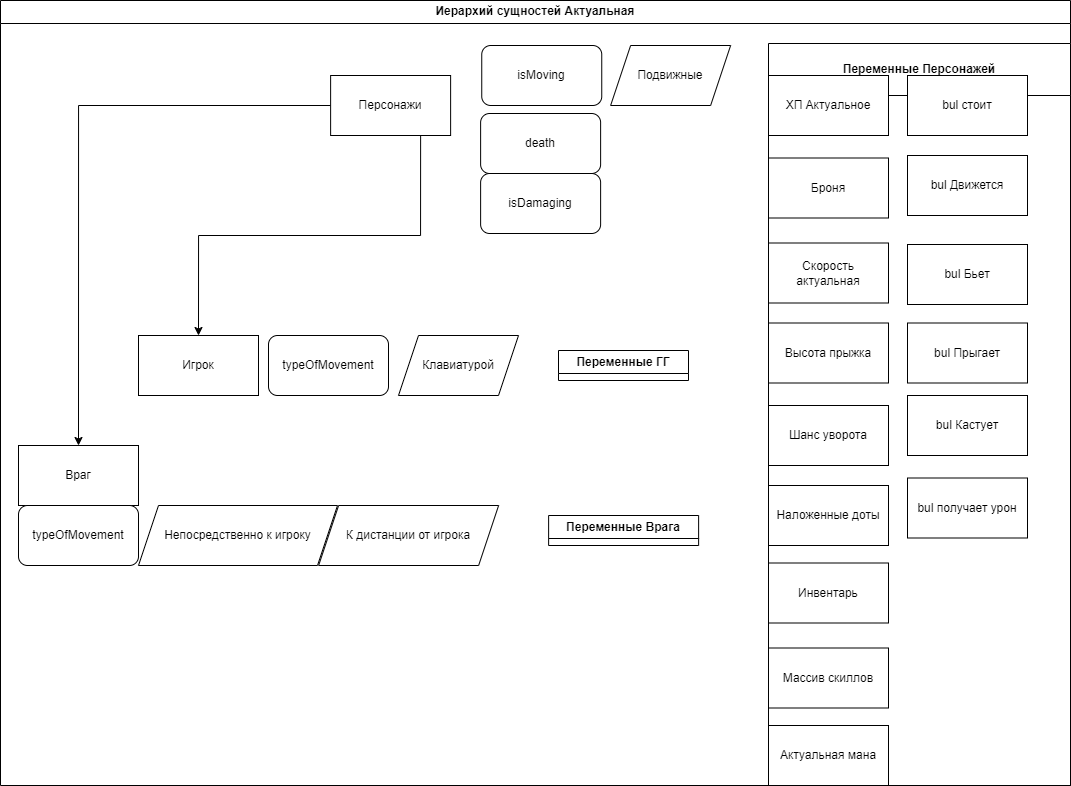 Иерархий сущностей Актуальная
Персонажи
isMoving
Подвижные
death
isDamaging
Игрок
typeOfMovement
Клавиатурой
Переменные ГГ
Враг
typeOfMovement
Непосредственно к игроку
К дистанции от игрока
Переменные Врага
Переменные Персонажей
ХП Актуальное
bul стоит
Броня
bul Движется
Скорость
актуальная
bul Бьет
Высота прыжка
bul Прыгает
Шанс уворота
bul Кастует
Наложенные доты
bul получает урон
Инвентарь
Массив скиллов
Актуальная мана